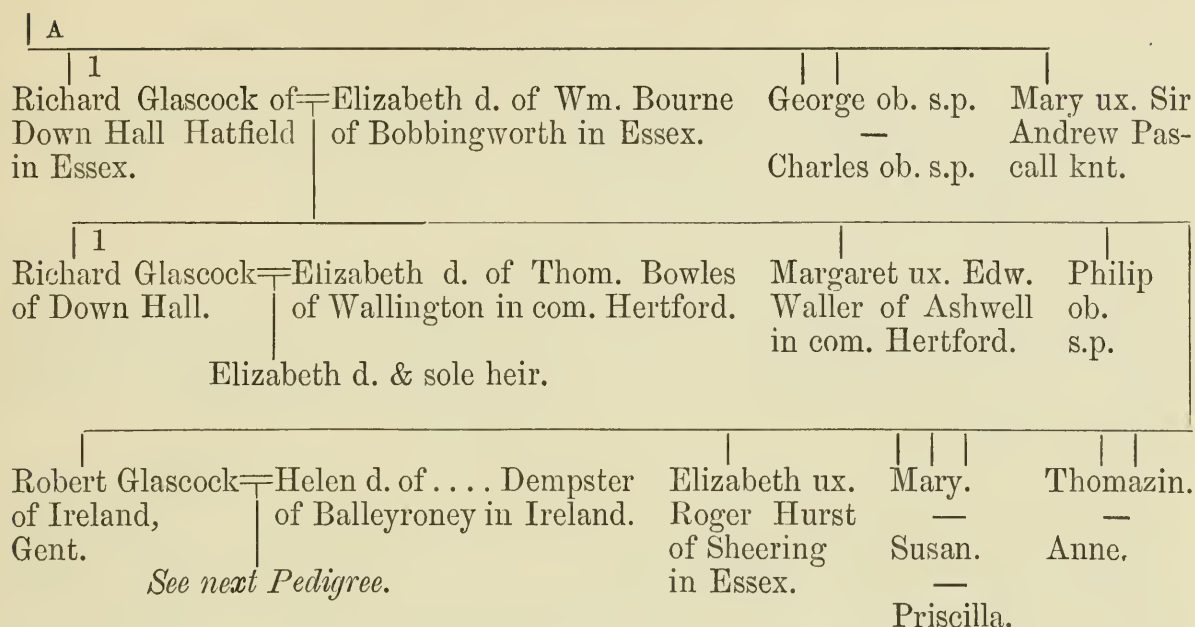 A
1
Richard Glascock of
Down Hall Hatfield
in Essex.
Elizabeth d. of Wm. Bourne
of Bobbingworth in Essex.
George ob. s.p.
—
Charles ob. s.p.
Mary ux. Sir
Andrew Pas-
call knt.
1
Richard Glascock
of Down Hall.
Elizabeth d. of Thom. Bowles
of Wallington in com. Hertford.
Margaret ux. Edw.
Waller of Ashwell
in com. Hertford.
Philip
ob.
s.p.
Elizabeth d. & sole heir.
Robert Glascock
of Ireland,
Gent.
Helen d. of .... Dempster
of Balleyroney in Ireland.
See next Pedigree.
Elizabeth ux.
Roger Hurst
of Sheering
in Essex.
Mary.
—
Susan.
—
Priscilla.
Thomazin.
—
Anne.